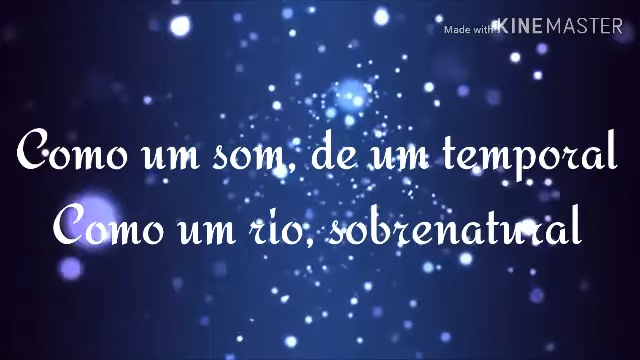 Made with KINEMASTER
Como um som, de um temporal
Como um rio, sobrenatural